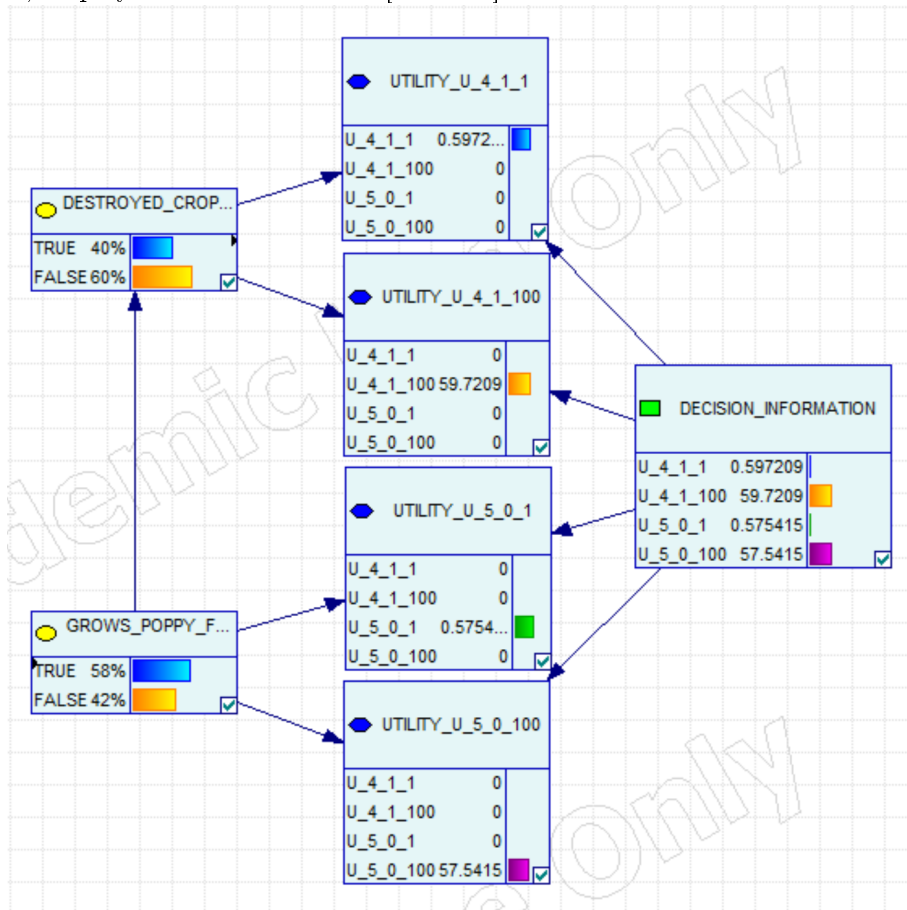 UTILITY_U_4_1_1
U_4_1_1 0.5972...
U_4_1_100 0
U_5_0_1 0
U_5_0_100 0
DESTROYED_CROP...
TRUE 40%
FALSE 60%
UTILITY_U_4_1_100
U_4_1_1 0
U_4_1_100 59.7209
U_5_0_1 0
U_5_0_100 0
DECISION_INFORMATION
U_4_1_1 0.597209
U_4_1_100 59.7209
U_5_0_1 0.575415
U_5_0_100 57.5415
UTILITY_U_5_0_1
U_4_1_1 0
U_4_1_100 0
U_5_0_1 0.5754...
U_5_0_100 0
GROWS_POPPY_F...
TRUE 58%
FALSE 42%
UTILITY_U_5_0_100
U_4_1_1 0
U_4_1_100 0
U_5_0_1 0
U_5_0_100 57.5415
demic
Only
Only